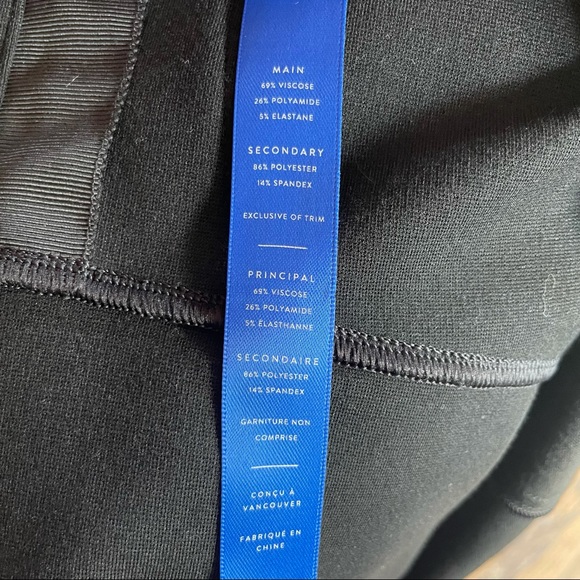 MAIN
69% VISCOSE
26% POLYAMIDE
5% ELASTANE
SECONDARY
86% POLYESTER
14% SPANDEX
EXCLUSIVE OF TRIM
PRINCIPAL
69% VISCOSE
26% POLYAMIDE
5% ÉLASTHANNE
SECONDAIRE
86% POLYESTER
14% SPANDEX
GARNITURE NON
COMPRISE
CONÇU À
VANCOUVER
FABRIQUÉ EN
CHINE